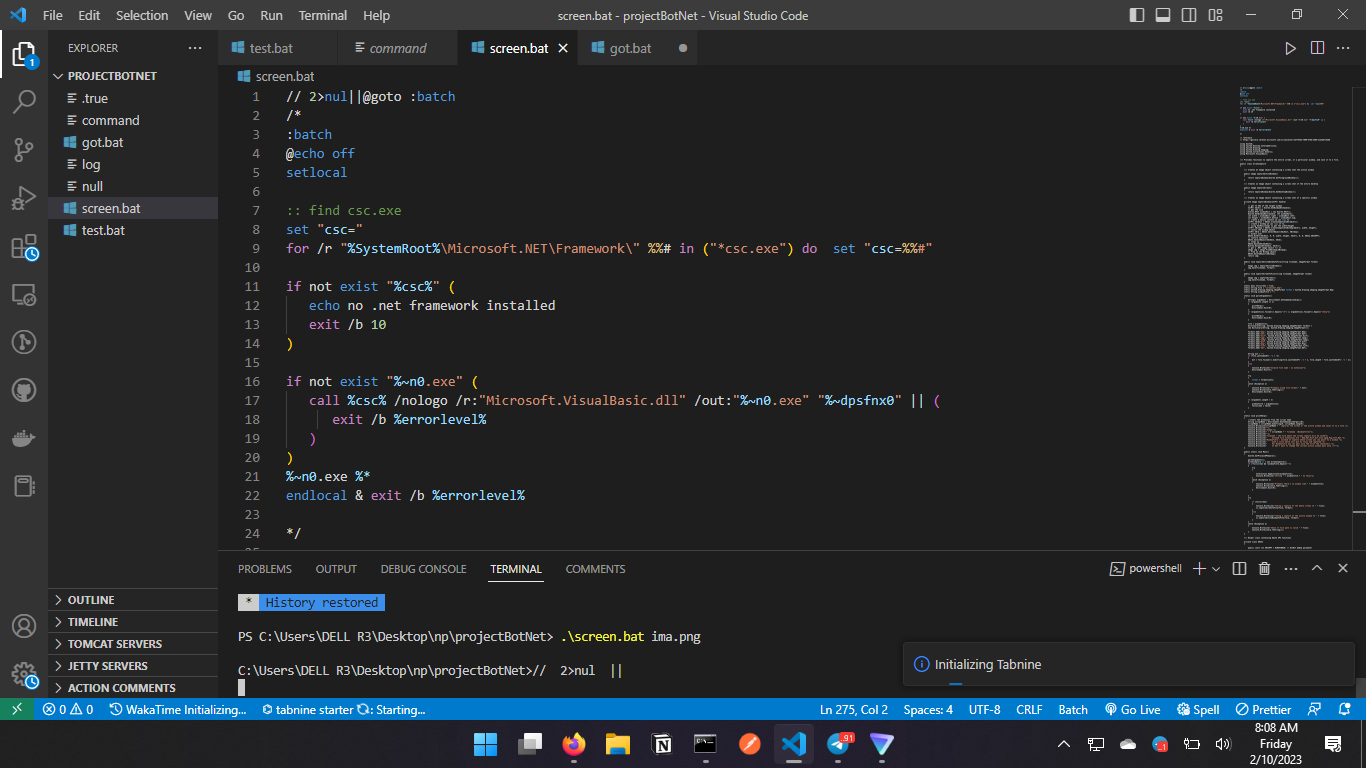 File Edit Selection View Go Run Terminal Help screen.bat - projectBotNet - Visual Studio Code
EXPLORER
PROJECTBOTNET
.true
command
got.bat
log
null
screen.bat
test.bat
OUTLINE
TIMELINE
TOMCAT SERVERS
JETTY SERVERS
ACTION COMMENTS
1
test.bat command screen.bat got.bat
screen.bat
1 // 2>nul||@goto :batch
2 /*
3 :batch
4 @echo off
5 setlocal
6
7 :: find csc.exe
8 set "csc="
9 for /r "%SystemRoot%\Microsoft.NET\Framework\" %%# in ("*csc.exe") do  set "csc=%%#"
10
11 if not exist "%csc%" (
12 echo no .net framework installed
13 exit /b 10
14 )
15
16 if not exist "%~n0.exe" (
17 call %csc% /nologo /r:"Microsoft.VisualBasic.dll" /out:"%~n0.exe" "%~dpsfnx0" || (
18 exit /b %errorlevel%
19 )
20 )
21 %~n0.exe %*
22 endlocal & exit /b %errorlevel%
23
24 */
PROBLEMS OUTPUT DEBUG CONSOLE TERMINAL COMMENTS powershell
* History restored
PS C:\Users\DELL R3\Desktop\np\projectBotNet> .\screen.bat ima.png
C:\Users\DELL R3\Desktop\np\projectBotNet>//  2>nul  ||
Initializing Tabnine
0 0 WakaTime Initializing... tabnine starter : Starting... Ln 275, Col 2 Spaces: 4 UTF-8 CRLF Batch Go Live Spell Prettier
91
1
8:08 AM
Friday
2/10/2023